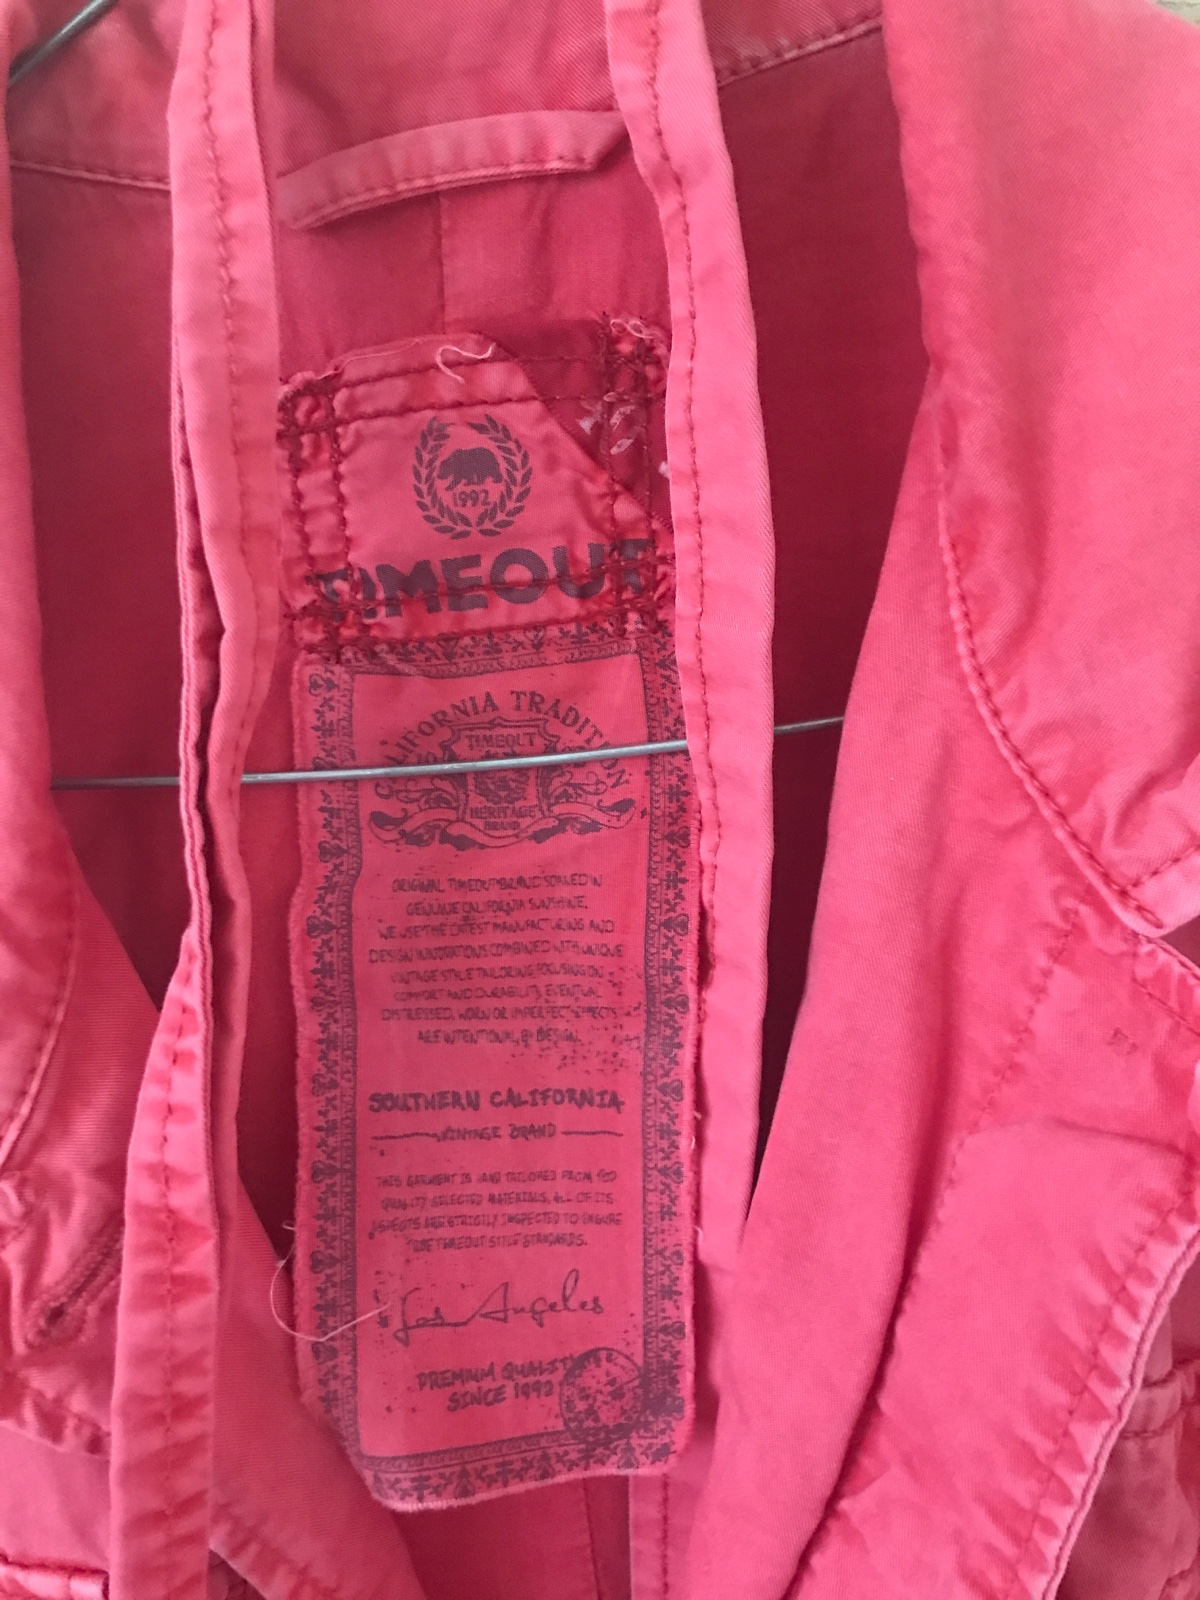 1992
TIMEOUT
CALIFORNIA TRADITION
TIMEOUT
HERITAGE
BRAND
ORIGINAL TIMEOUT BRAND SOAKED IN
GENUINE CALIFORNIA SUNSHINE.
WE USE THE LATEST MANUFACTURING AND
DESIGN INNOVATIONS COMBINED WITH UNIQUE
VINTAGE STYLE TAILORING, FOCUSING ON
COMFORT AND DURABILITY. EVENTUAL
DISTRESSED, WORN OR IMPERFECT EFFECTS
ARE INTENTIONAL, BY DESIGN.
SOUTHERN CALIFORNIA
VINTAGE BRAND
THIS GARMENT IS HAND TAILORED FROM TOP
QUALITY SELECTED MATERIALS. ALL OF ITS
ASPECTS ARE STRICTLY INSPECTED TO ENSURE
TRUE TIMEOUT STYLE STANDARDS.
Los Angeles
PREMIUM QUALITY
SINCE 1992